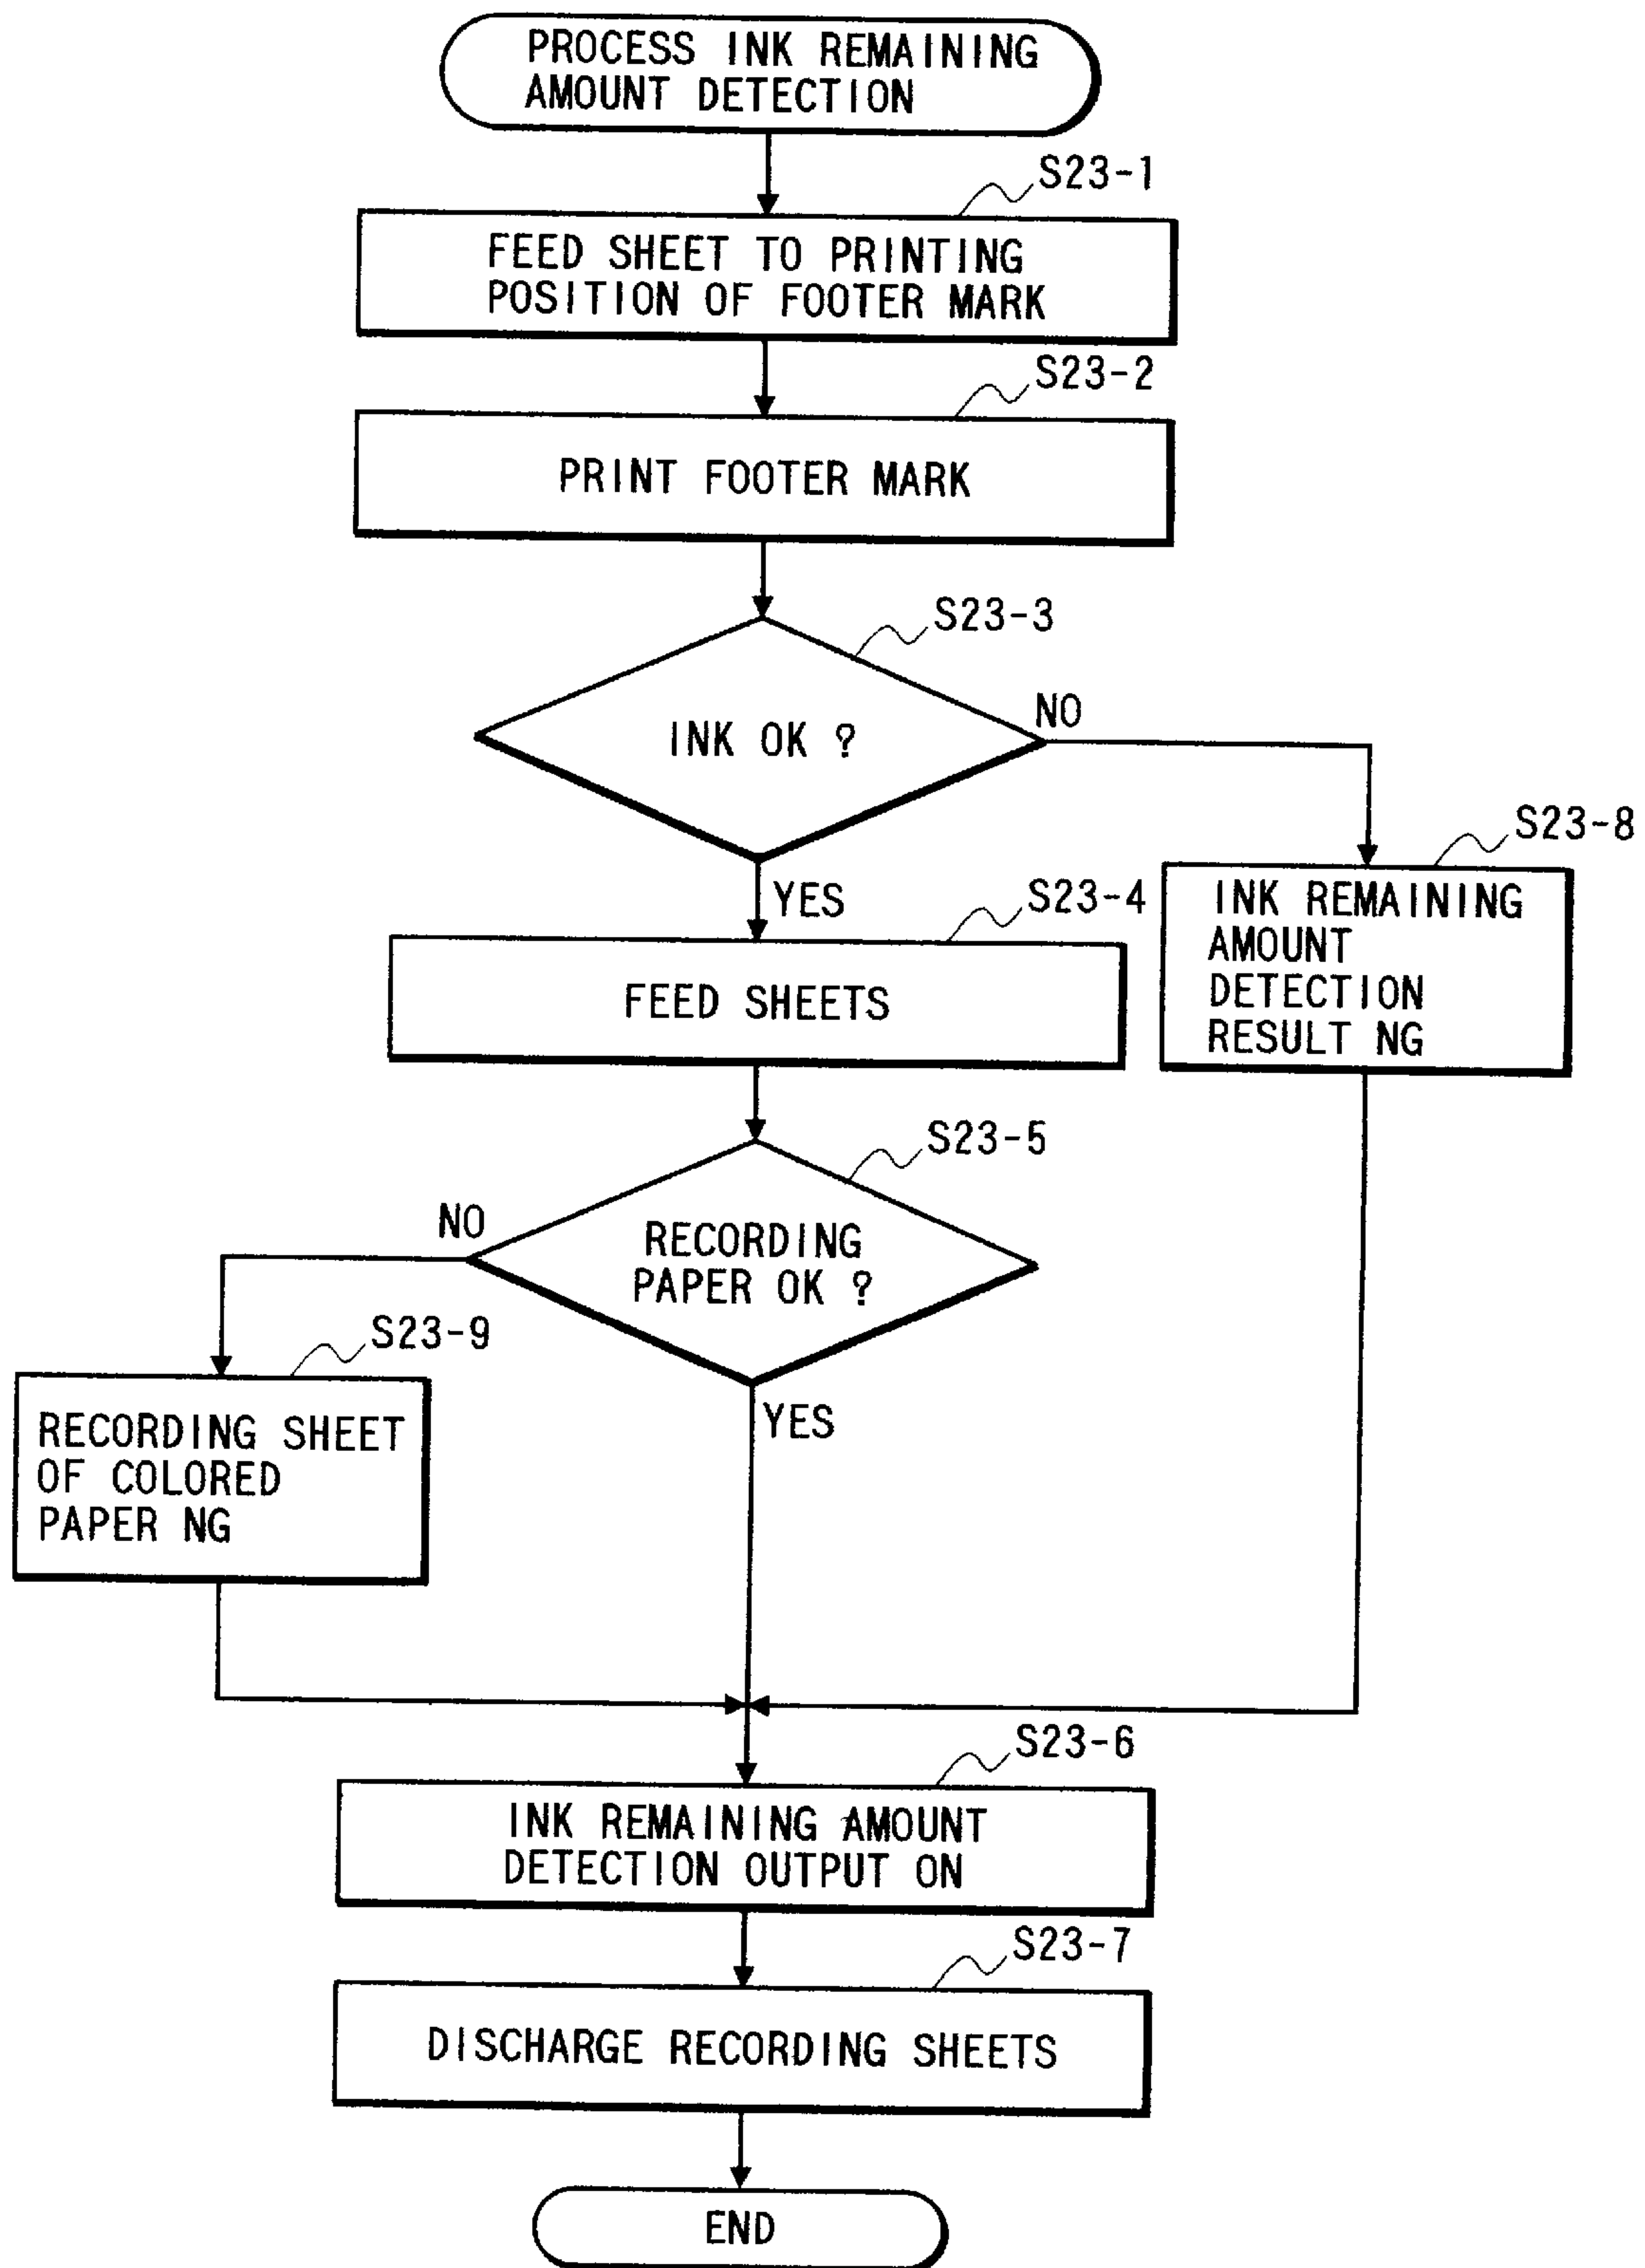 PROCESS INK REMAINING
AMOUNT DETECTION
S23-1
FEED SHEET TO PRINTING
POSITION OF FOOTER MARK
S23-2
PRINT FOOTER MARK
S23-3
INK OK ?
NO
YES
S23-8
INK REMAINING
AMOUNT
DETECTION
RESULT NG
S23-4
FEED SHEETS
S23-5
RECORDING
PAPER OK ?
NO
YES
S23-9
RECORDING SHEET
OF COLORED
PAPER NG
S23-6
INK REMAINING AMOUNT
DETECTION OUTPUT ON
S23-7
DISCHARGE RECORDING SHEETS
END